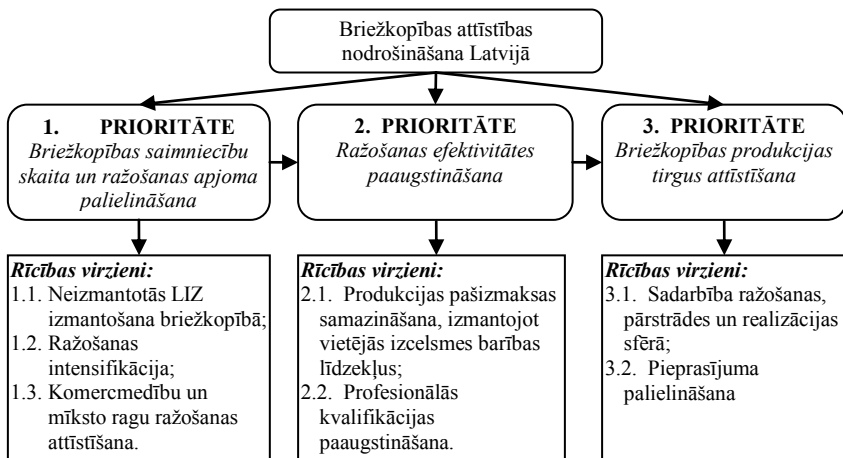 Briežkopības attīstības
nodrošināšana Latvijā
1. PRIORITĀTE
Briežkopības saimniecību
skaita un ražošanas apjoma
palielināšana
2. PRIORITĀTE
Ražošanas efektivitātes
paaugstināšana
3. PRIORITĀTE
Briežkopības produkcijas
tirgus attīstīšana
Rīcības virzieni:
1.1. Neizmantotās LIZ
izmantošana briežkopībā;
1.2. Ražošanas
intensifikācija;
1.3. Komercmedību un
mīksto ragu ražošanas
attīstīšana.
Rīcības virzieni:
2.1. Produkcijas pašizmaksas
samazināšana, izmantojot
vietējās izcelsmes barības
līdzekļus;
2.2. Profesionālās
kvalifikācijas
paaugstināšana.
Rīcības virzieni:
3.1. Sadarbība ražošanas,
pārstrādes un realizācijas
sfērā;
3.2. Pieprasījuma
palielināšana